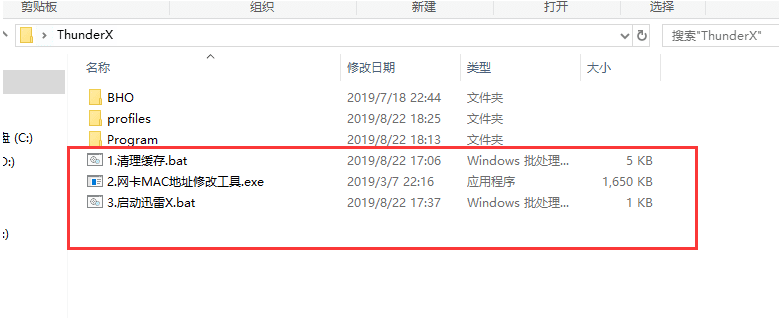 剪贴板 组织 新建 打开 选择
ThunderX 搜索"ThunderX"
名称 修改日期 类型 大小
BHO 2019/7/18 22:44 文件夹
profiles 2019/8/22 18:25 文件夹
Program 2019/8/22 18:13 文件夹
盘 (C:)
1.清理缓存.bat 2019/8/22 17:06 Windows 批处理... 5 KB
D:)
2.网卡MAC地址修改工具.exe 2019/3/7 22:16 应用程序 1,650 KB
3.启动迅雷X.bat 2019/8/22 17:37 Windows 批处理... 1 KB
:)